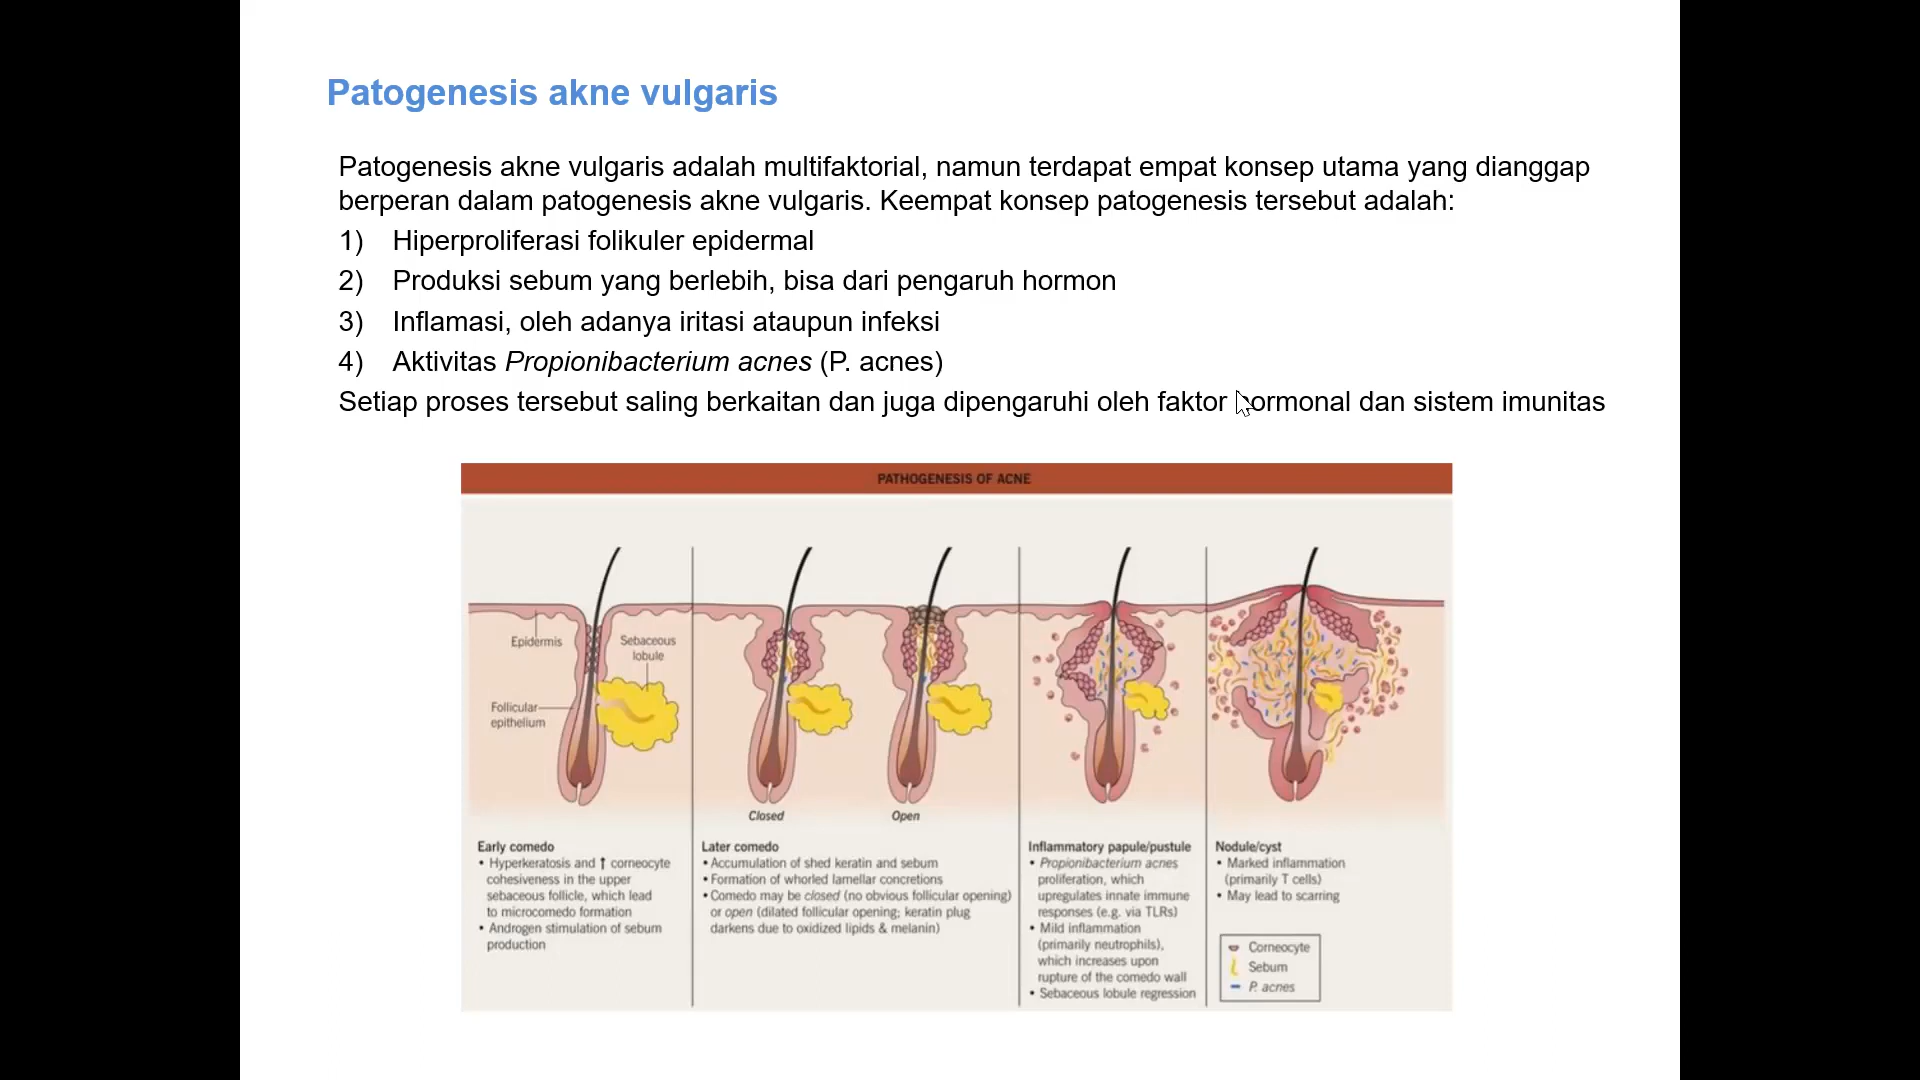 Patogenesis akne vulgaris
Patogenesis akne vulgaris adalah multifaktorial, namun terdapat empat konsep utama yang dianggap
berperan dalam patogenesis akne vulgaris. Keempat konsep patogenesis tersebut adalah:
1) Hiperproliferasi folikuler epidermal
2) Produksi sebum yang berlebih, bisa dari pengaruh hormon
3) Inflamasi, oleh adanya iritasi ataupun infeksi
4) Aktivitas Propionibacterium acnes (P. acnes)
Setiap proses tersebut saling berkaitan dan juga dipengaruhi oleh faktor hormonal dan sistem imunitas
PATHOGENESIS OF ACNE
Epidermis
Sebaceous
lobule
Follicular
epithelium
Closed
Open
Early comedo
• Hyperkeratosis and ↑ corneocyte
cohesiveness in the upper
sebaceous follicle, which lead
to microcomedo formation
• Androgen stimulation of sebum
production
Later comedo
• Accumulation of shed keratin and sebum
• Formation of whorled lamellar concretions
• Comedo may be closed (no obvious follicular opening)
or open (dilated follicular opening; keratin plug
darkens due to oxidized lipids & melanin)
Inflammatory papule/pustule
• Propionibacterium acnes
proliferation, which
upregulates innate immune
responses (e.g. via TLRs)
• Mild inflammation
(primarily neutrophils),
which increases upon
rupture of the comedo wall
• Sebaceous lobule regression
Nodule/cyst
• Marked inflammation
(primarily T cells)
• May lead to scarring
Corneocyte
Sebum
P. acnes